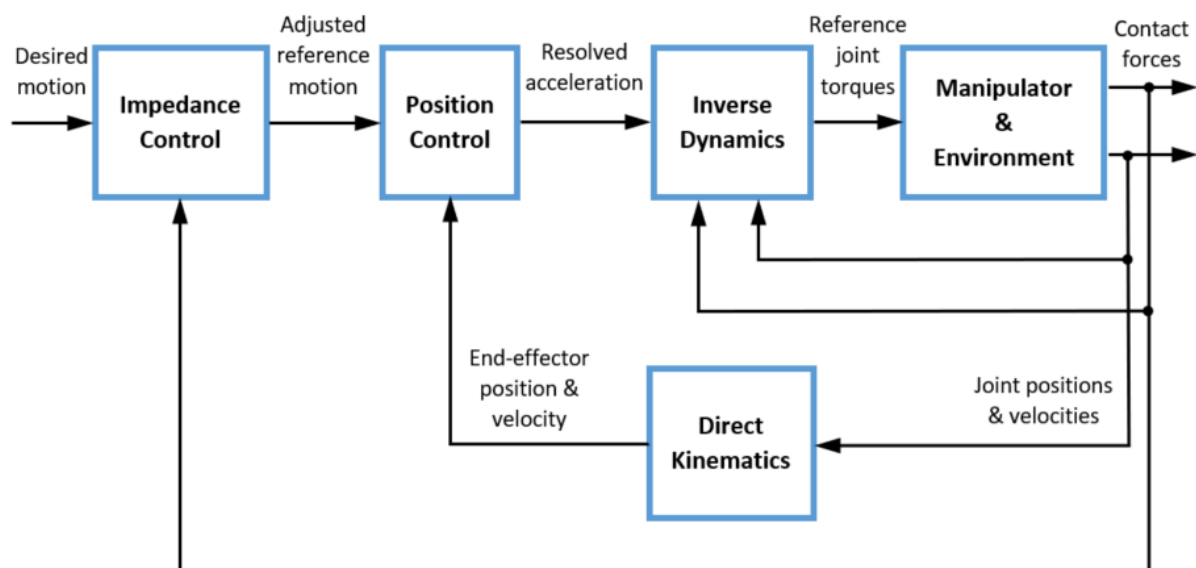 Desired
motion
Impedance
Control
Adjusted
reference
motion
Position
Control
Resolved
acceleration
Inverse
Dynamics
Reference
joint
torques
Manipulator
&
Environment
Contact
forces
End-effector
position &
velocity
Direct
Kinematics
Joint positions
& velocities